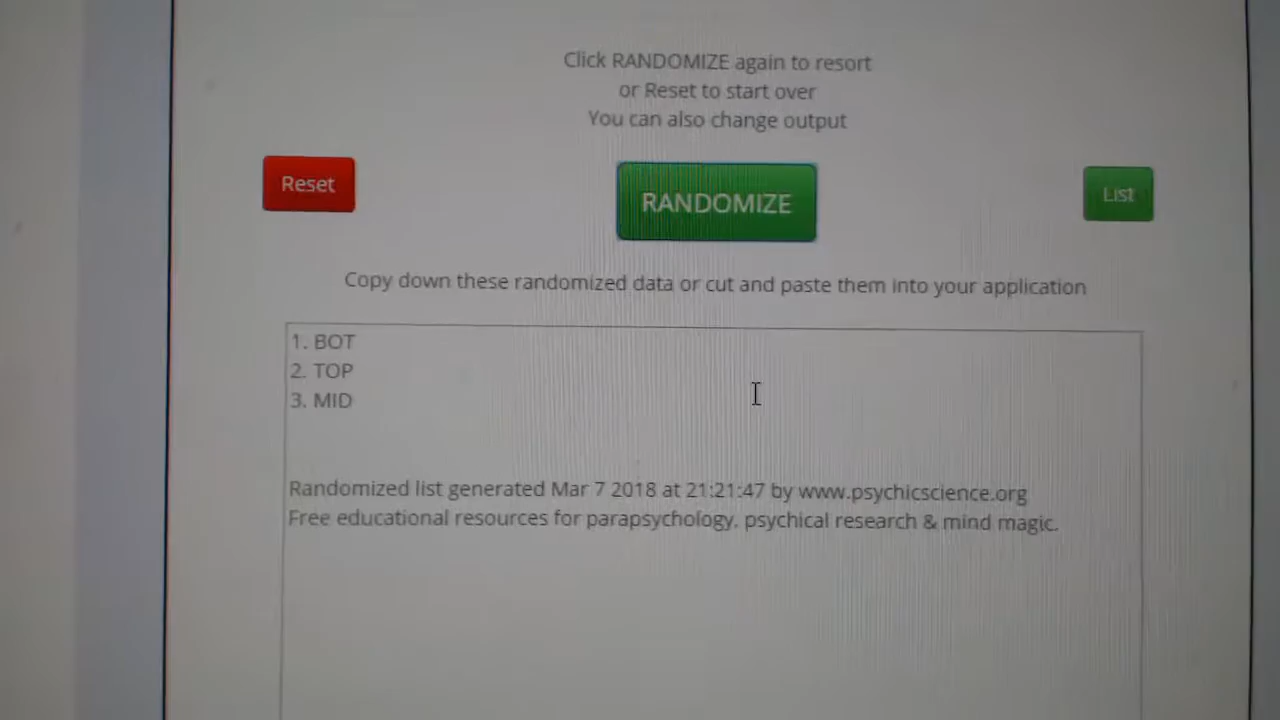 Click RANDOMIZE again to resort
or Reset to start over
You can also change output
Reset
RANDOMIZE
List
Copy down these randomized data or cut and paste them into your application
1. BOT
2. TOP
3. MID
Randomized list generated Mar 7 2018 at 21:21:47 by www.psychicscience.org
Free educational resources for parapsychology, psychical research & mind magic.